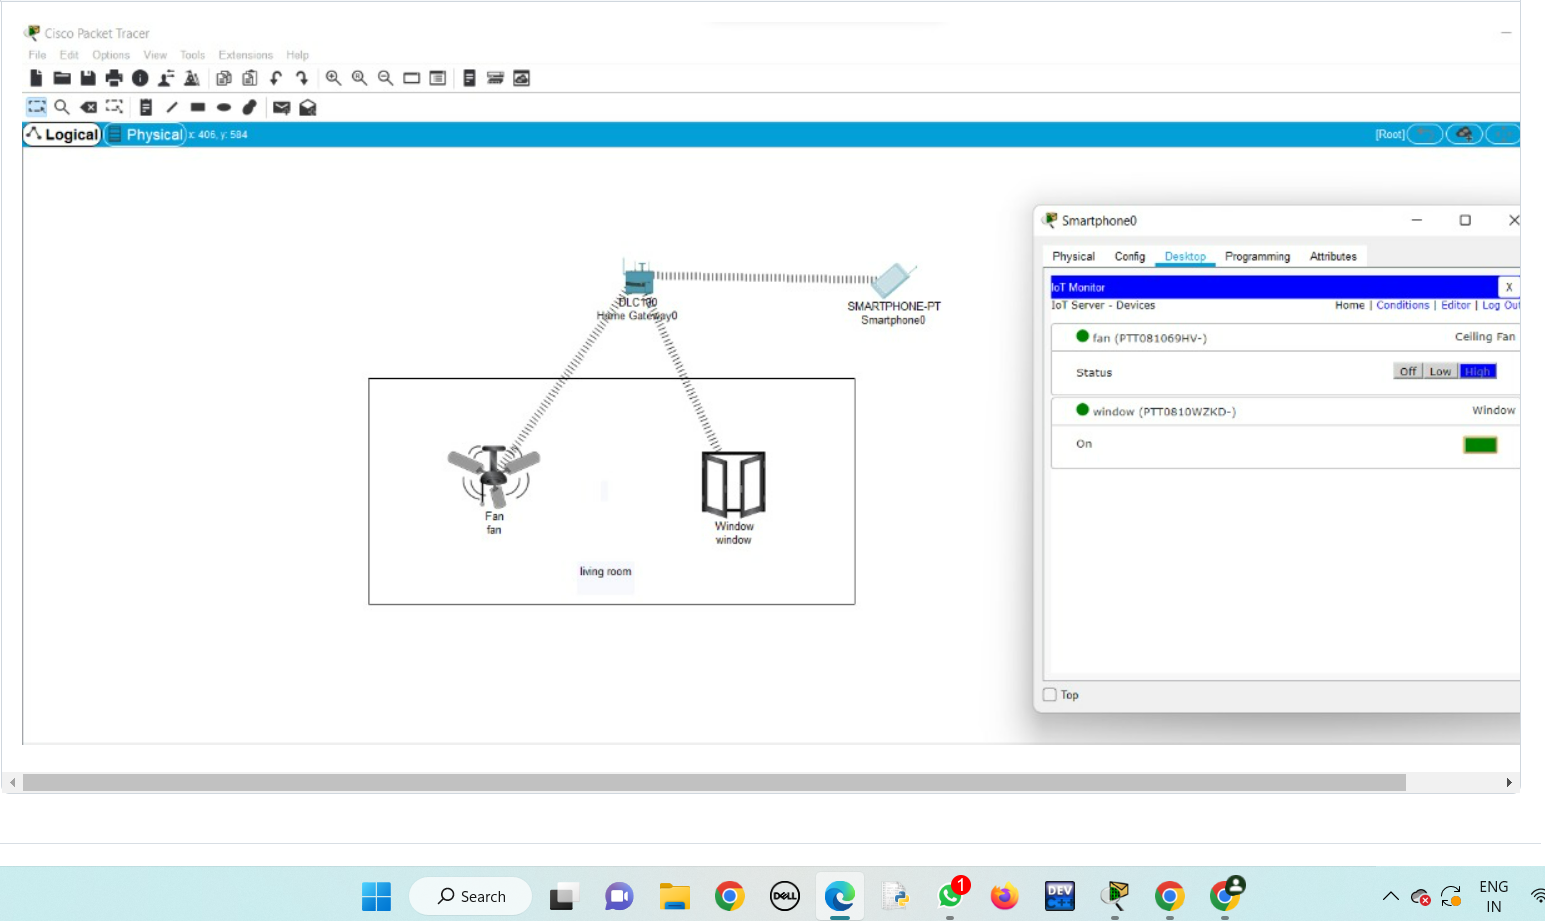 Cisco Packet Tracer
File Edit Options View Tools Extensions Help
Logical Physical x: 406, y: 584 [Root]
DLC100
Home Gateway0
SMARTPHONE-PT
Smartphone0
Fan
fan
Window
window
living room
Smartphone0
Physical Config Desktop Programming Attributes
IoT Monitor X
IoT Server - Devices Home | Conditions | Editor | Log Out
fan (PTT081069HV-) Ceiling Fan
Status Off Low High
window (PTT0810WZKD-) Window
On
Top
Search
DELL
1
DEV
C++
ENG
IN